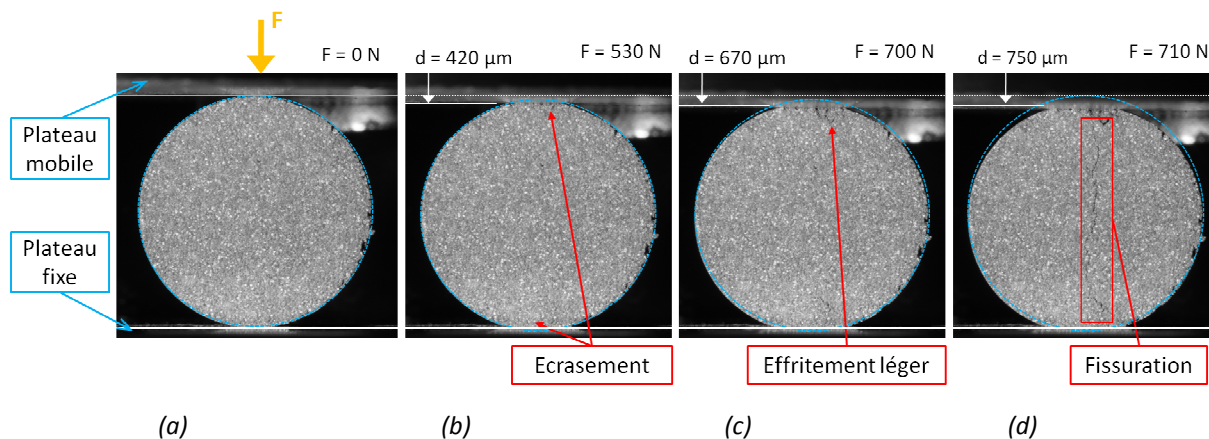 F
F = 0 N
d = 420 µm
F = 530 N
d = 670 µm
F = 700 N
d = 750 µm
F = 710 N
Plateau
mobile
Plateau
fixe
Ecrasement
Effritement léger
Fissuration
(a)
(b)
(c)
(d)